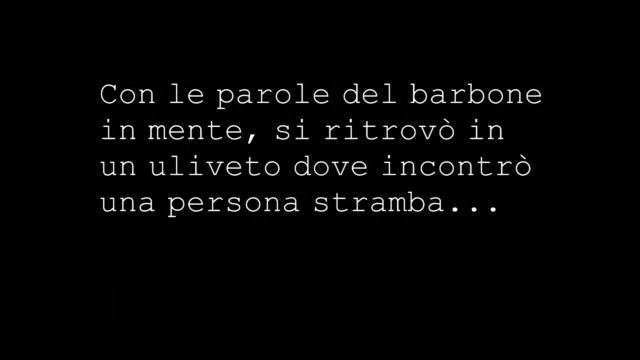 Con le parole del barbone
in mente, si ritrovò in
un uliveto dove incontrò
una persona stramba...